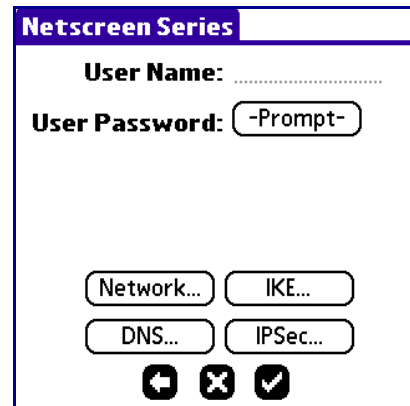 Netscreen Series
User Name:
User Password: -Prompt-
Network... IKE...
DNS... IPSec...